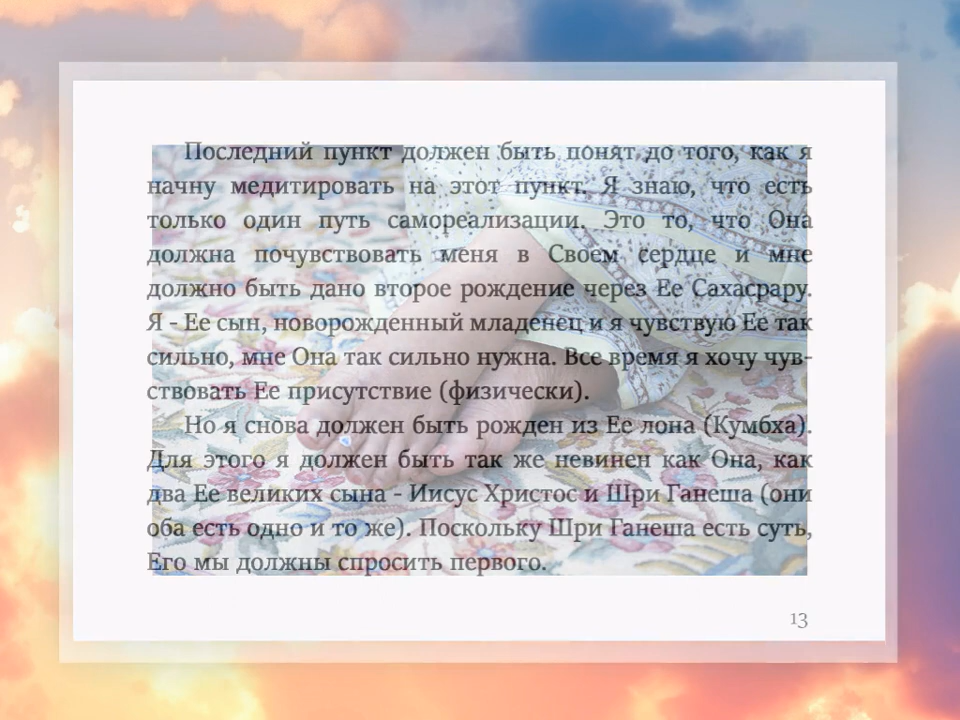 Последний пункт должен быть понят до того, как я
начну медитировать на этот пункт. Я знаю, что есть
только один путь самореализации. Это то, что Она
должна почувствовать меня в Своем сердце и мне
должно быть дано второе рождение через Ее Сахасрару.
Я - Ее сын, новорожденный младенец и я чувствую Ее так
сильно, мне Она так сильно нужна. Все время я хочу чув-
ствовать Ее присутствие (физически).
Но я снова должен быть рожден из Ее лона (Кумбха).
Для этого я должен быть так же невинен как Она, как
два Ее великих сына - Иисус Христос и Шри Ганеша (они
оба есть одно и то же). Поскольку Шри Ганеша есть суть,
Его мы должны спросить первого.
13